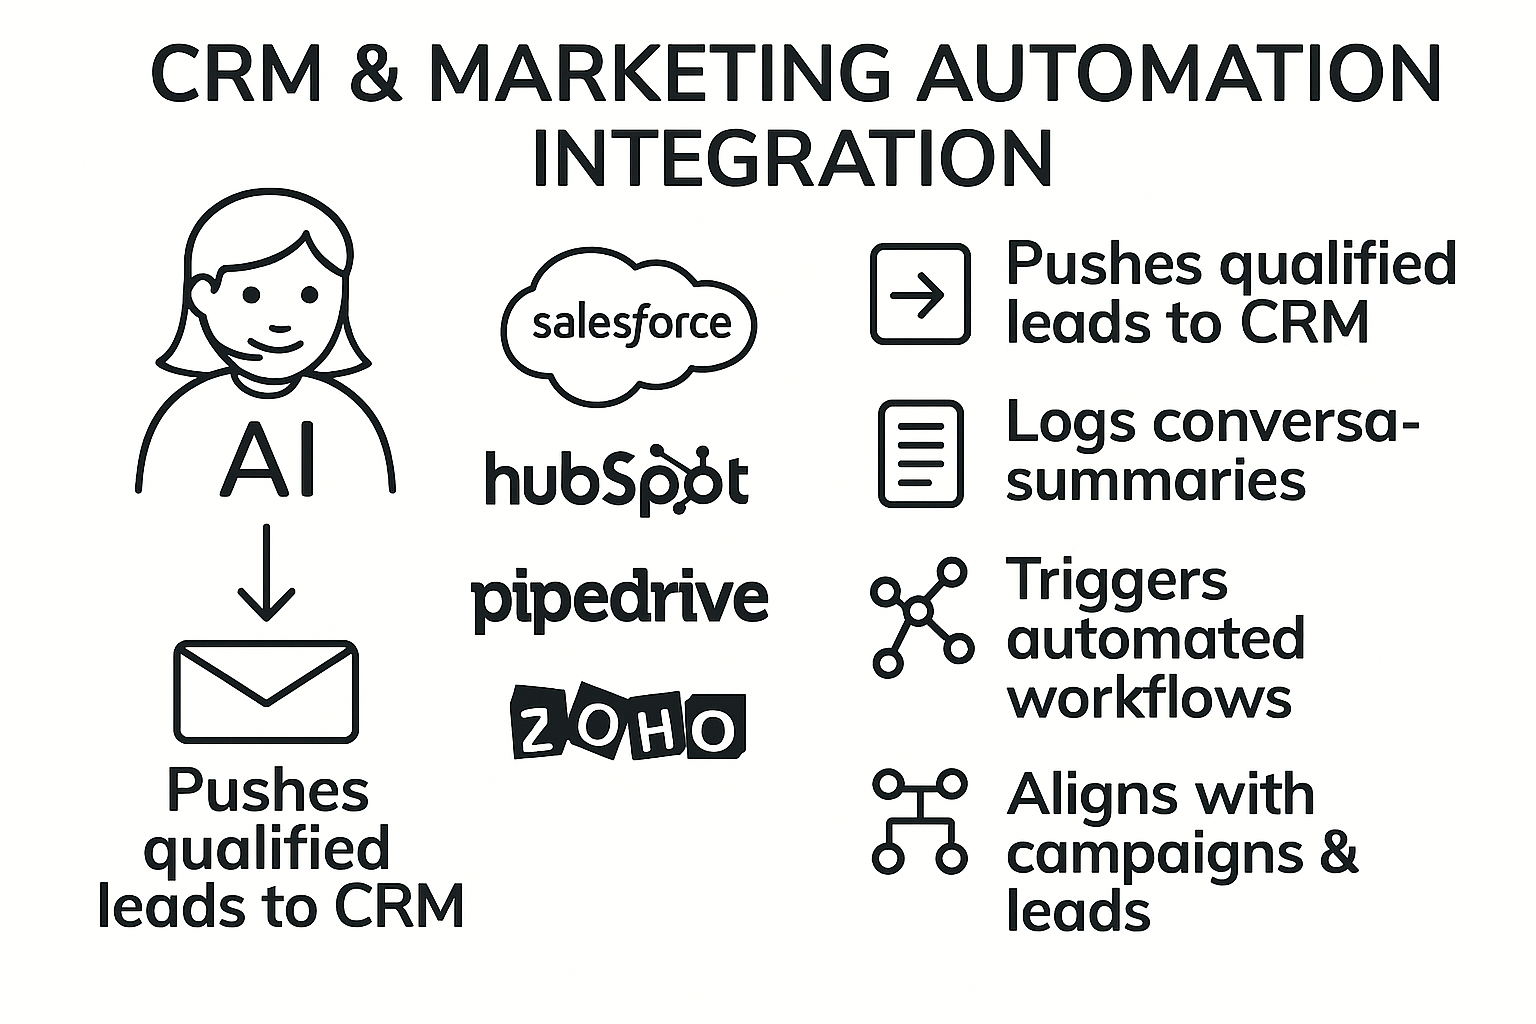 CRM & MARKETING AUTOMATION
INTEGRATION
AI
Pushes
qualified
leads to CRM
salesforce
hubSpot
pipedrive
ZOHO
Pushes qualified
leads to CRM
Logs conversa-
summaries
Triggers
automated
workflows
Aligns with
campaigns &
leads